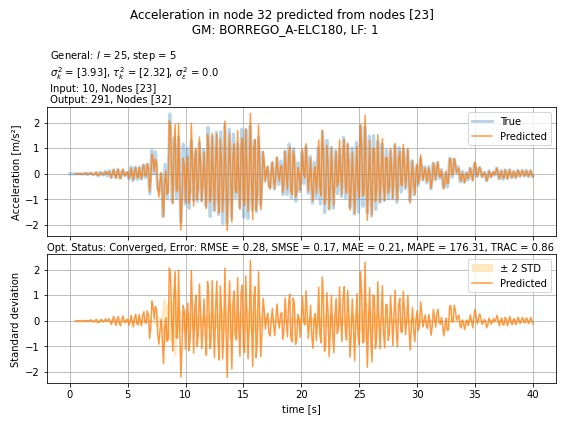 Acceleration in node 32 predicted from nodes [23]
GM: BORREGO_A-ELC180, LF: 1
General: l = 25, step = 5
σ²ₖ = [3.93], τ²ₖ = [2.32], σ²ε = 0.0
Input: 10, Nodes [23]
Output: 291, Nodes [32]
Acceleration [m/s²]
2
1
0
−1
−2
True
Predicted
Opt. Status: Converged, Error: RMSE = 0.28, SMSE = 0.17, MAE = 0.21, MAPE = 176.31, TRAC = 0.86
Standard deviation
2
1
0
−1
−2
± 2 STD
Predicted
0 5 10 15 20 25 30 35 40
time [s]